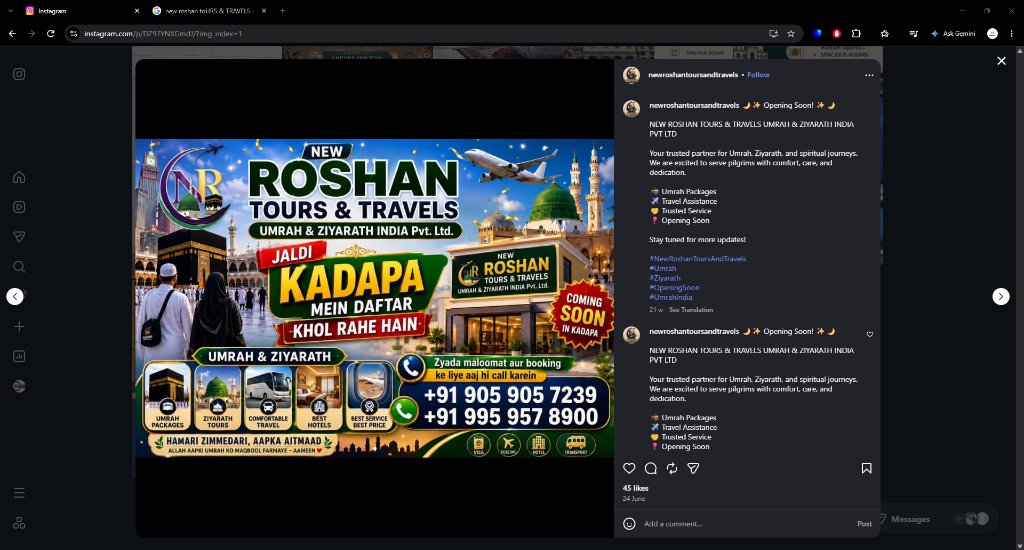 Instagram
new roshan toURS & TRAVELS -
instagram.com/p/DZ97YNXGmdJ/?img_index=1
Ask Gemini
SPACIOUS ROOMS
• SPACIOUS ROOMS
NR
NEW
ROSHAN
TOURS & TRAVELS
UMRAH & ZIYARATH INDIA Pvt. Ltd.
JALDI
KADAPA
MEIN DAFTAR
KHOL RAHE HAIN
NEW
ROSHAN
TOURS & TRAVELS
UMRAH & ZIYARATH INDIA Pvt. Ltd.
COMING
SOON
IN KADAPA
UMRAH & ZIYARATH
UMRAH
PACKAGES
ZIYARATH
TOURS
COMFORTABLE
TRAVEL
BEST
HOTELS
BEST SERVICE
BEST PRICE
Zyada maloomat aur booking
ke liye aaj hi call karein
+91 905 905 7239
+91 995 957 8900
HAMARI ZIMMEDARI, AAPKA AITMAAD
ALLAH AAPKI UMRAH KO MAQBOOL FARMAYE - AAMEEN ❤
VISA
HOTEL
TRANSPORT
newroshantoursandtravels • Follow
newroshantoursandtravels 🌙✨ Opening Soon! ✨🌙
NEW ROSHAN TOURS & TRAVELS UMRAH & ZIYARATH INDIA
PVT LTD
Your trusted partner for Umrah, Ziyarath, and spiritual journeys.
We are excited to serve pilgrims with comfort, care, and
dedication.
🕋 Umrah Packages
✈️ Travel Assistance
🤝 Trusted Service
📍 Opening Soon
Stay tuned for more updates!
#NewRoshanToursAndTravels
#Umrah
#Ziyarath
#OpeningSoon
#UmrahIndia
21 w See Translation
newroshantoursandtravels 🌙✨ Opening Soon! ✨🌙
NEW ROSHAN TOURS & TRAVELS UMRAH & ZIYARATH INDIA
PVT LTD
Your trusted partner for Umrah, Ziyarath, and spiritual journeys.
We are excited to serve pilgrims with comfort, care, and
dedication.
🕋 Umrah Packages
✈️ Travel Assistance
🤝 Trusted Service
📍 Opening Soon
45 likes
24 June
Add a comment...
Post
Messages